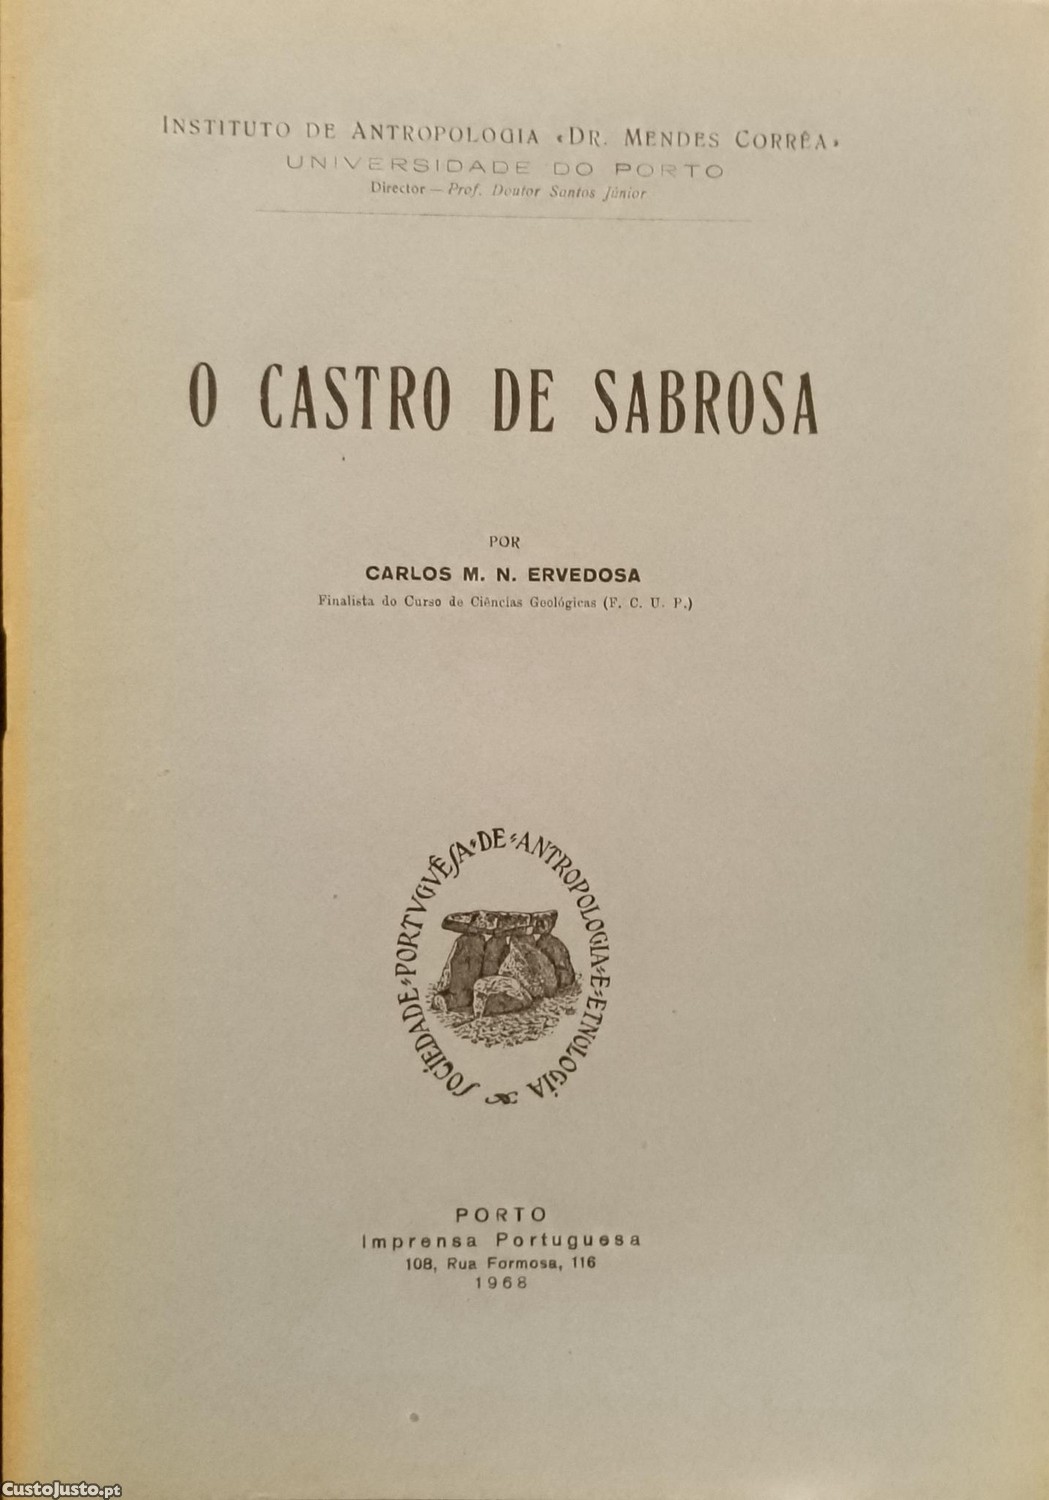 INSTITUTO DE ANTROPOLOGIA «DR. MENDES CORRÊA»
UNIVERSIDADE DO PORTO
Director — Prof. Doutor Santos Júnior
O CASTRO DE SABROSA
POR
CARLOS M. N. ERVEDOSA
Finalista do Curso de Ciências Geológicas (F. C. U. P.)
SOCIEDADE PORTVGVÊSA DE ANTROPOLOGIA E ETNOLOGIA
PORTO
Imprensa Portuguesa
108, Rua Formosa, 116
1968
CustoJusto.pt